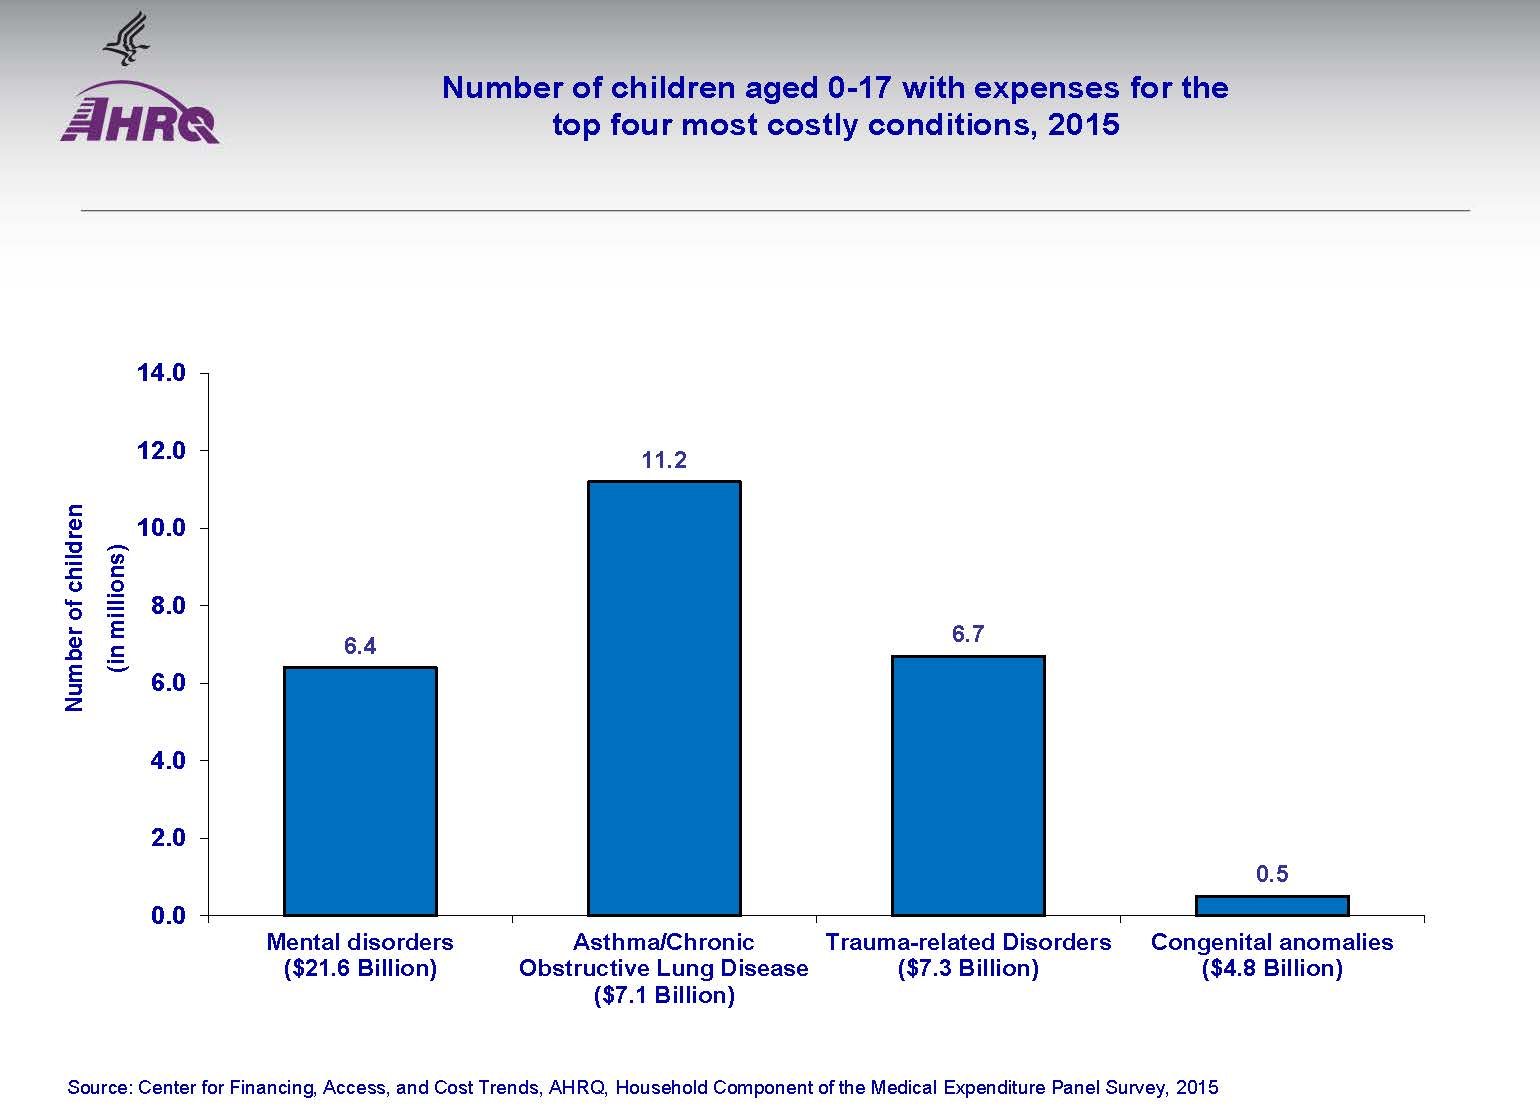 AHRQ
Number of children aged 0-17 with expenses for the
top four most costly conditions, 2015
Number of children
(in millions)
14.0
12.0
10.0
8.0
6.0
4.0
2.0
0.0
6.4
11.2
6.7
0.5
Mental disorders
($21.6 Billion)
Asthma/Chronic
Obstructive Lung Disease
($7.1 Billion)
Trauma-related Disorders
($7.3 Billion)
Congenital anomalies
($4.8 Billion)
Source: Center for Financing, Access, and Cost Trends, AHRQ, Household Component of the Medical Expenditure Panel Survey, 2015